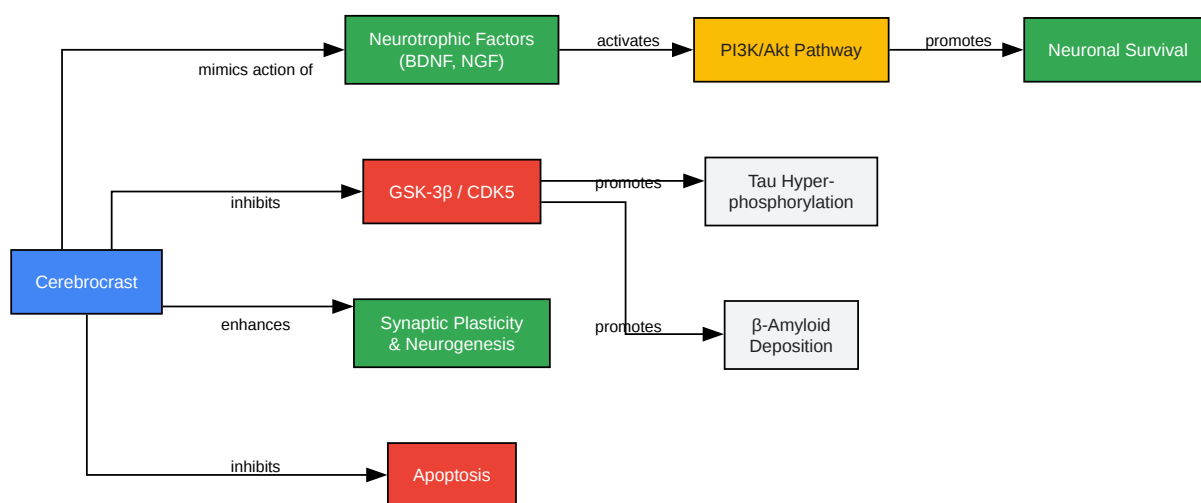 Neurotrophic Factors
(BDNF, NGF)
activates
PI3K/Akt Pathway
promotes
Neuronal Survival
mimics action of
GSK-3β / CDK5
promotes
Tau Hyper-
phosphorylation
inhibits
Cerebrocrast
enhances
Synaptic Plasticity
& Neurogenesis
promotes
β-Amyloid
Deposition
inhibits
Apoptosis